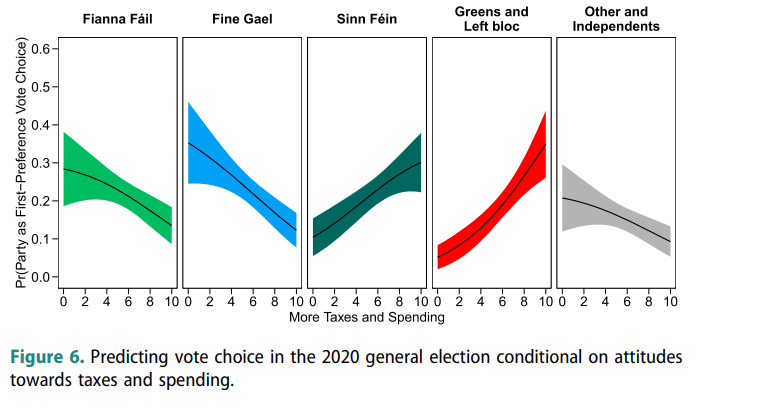 Fianna Fáil
Fine Gael
Sinn Féin
Greens and
Left bloc
Other and
Independents
Pr(Party as First−Preference Vote Choice)
0.6
0.5
0.4
0.3
0.2
0.1
0.0
0 2 4 6 8 10 0 2 4 6 8 10 0 2 4 6 8 10 0 2 4 6 8 10 0 2 4 6 8 10
More Taxes and Spending
Figure 6. Predicting vote choice in the 2020 general election conditional on attitudes
towards taxes and spending.